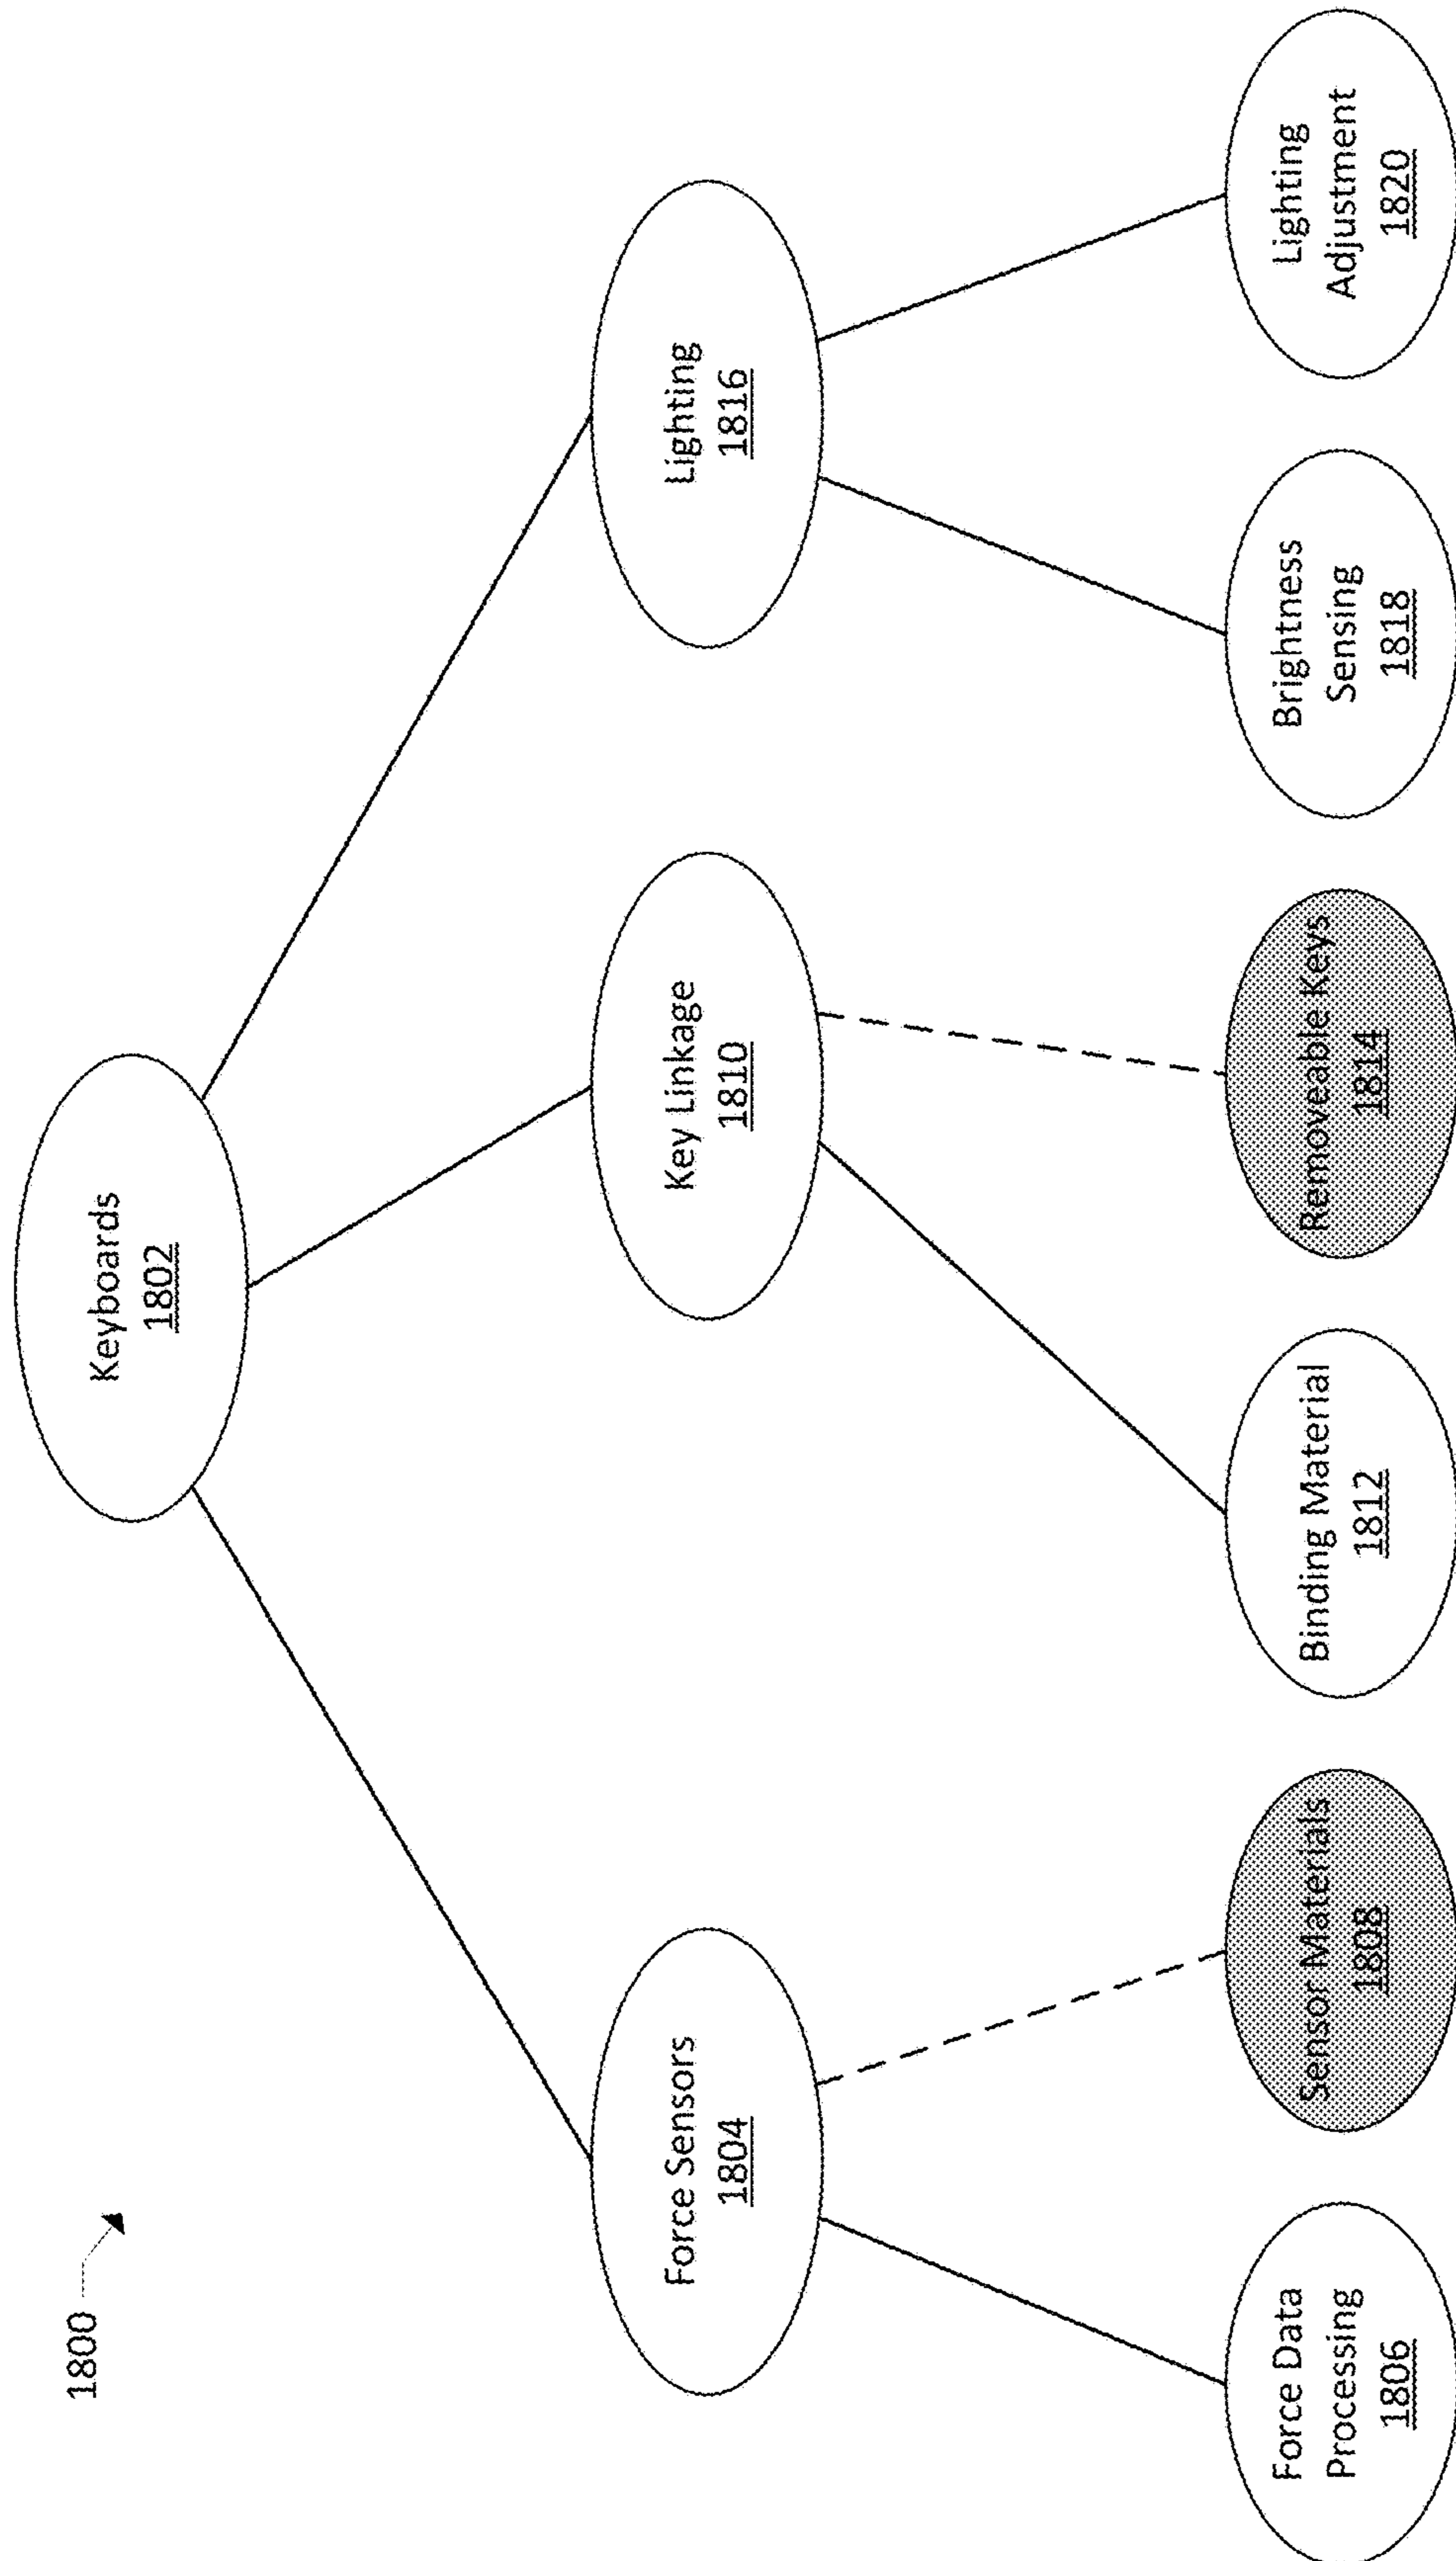 1800
Keyboards
1802
Force Sensors
1804
Key Linkage
1810
Lighting
1816
Force Data
Processing
1806
Sensor Materials
1808
Binding Material
1812
Removeable Keys
1814
Brightness
Sensing
1818
Lighting
Adjustment
1820